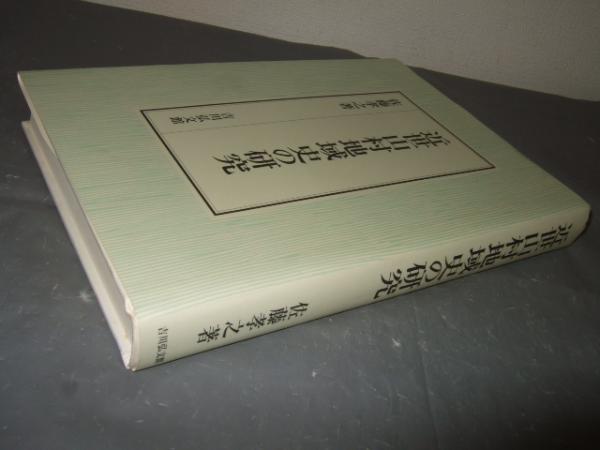 近世山村地域史の研究
佐藤孝之著
吉川弘文館
近世山村地域史の研究
佐藤孝之著
吉川弘文館